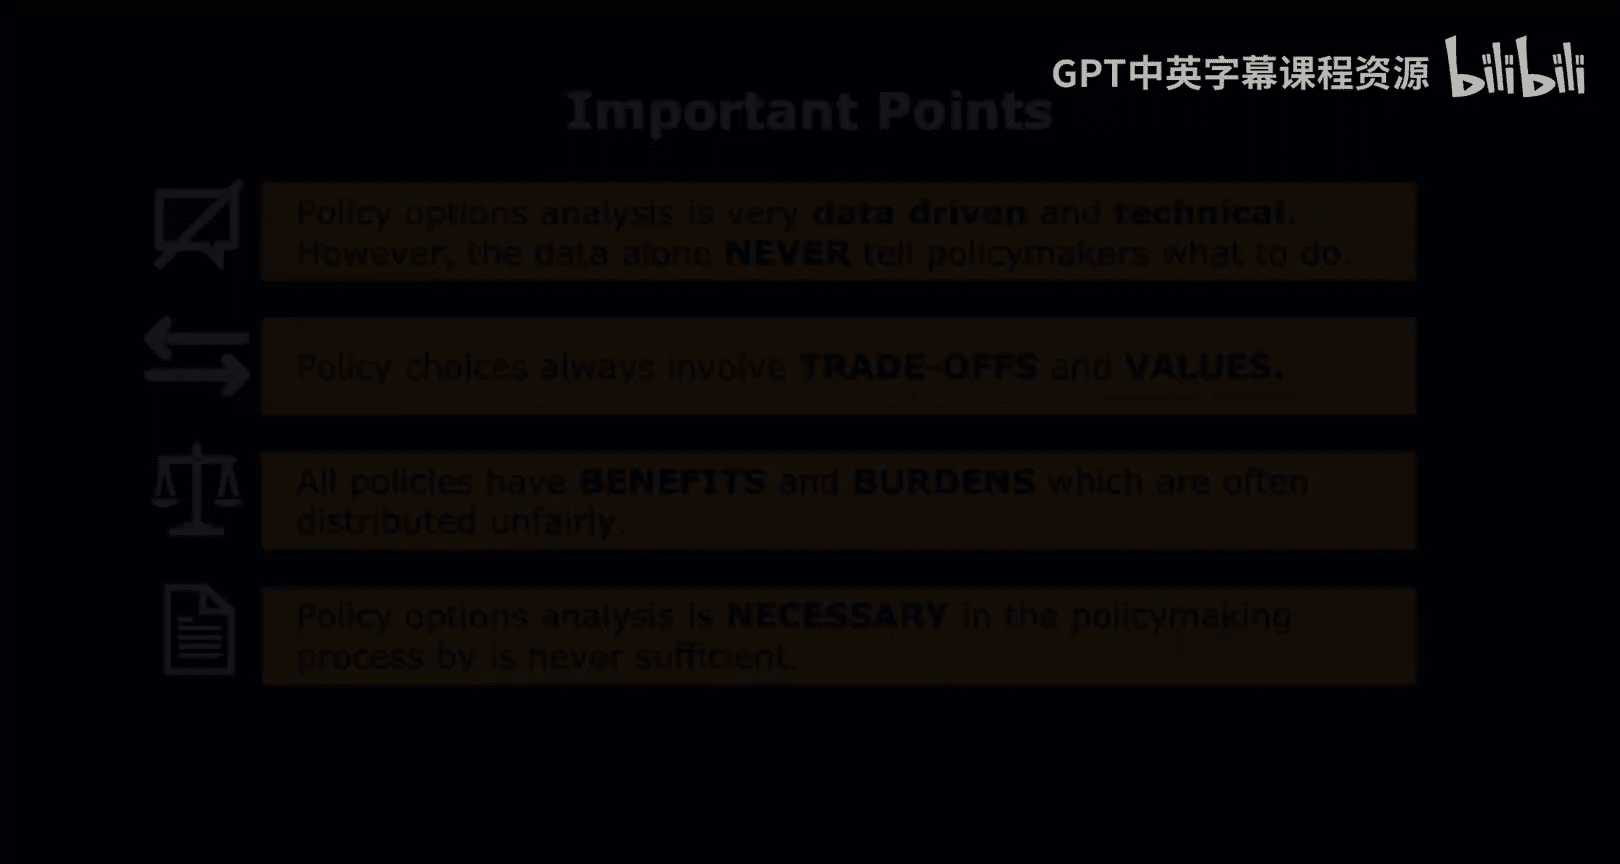 GPT中英字幕课程资源 bilibili
Important Points
Policy options analysis is very data driven and technical.
However, the data alone NEVER tell policymakers what to do.
Policy choices always involve TRADE-OFFS and VALUES.
All policies have BENEFITS and BURDENS which are often
distributed unfairly.
Policy options analysis is NECESSARY in the policymaking
process by is never sufficient.